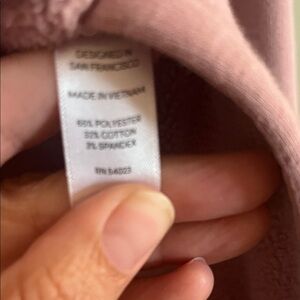 DESIGNED IN
SAN FRANCISCO
MADE IN VIETNAM
65% POLYESTER
32% COTTON
3% SPANDEX
RN 54023